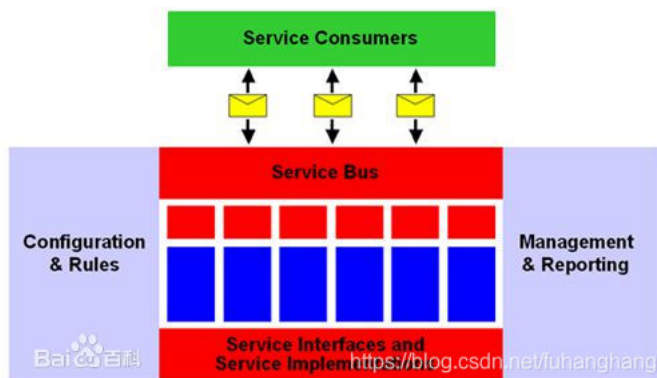 Service Consumers
Service Bus
Configuration
& Rules
Management
& Reporting
Service Interfaces and
Service Implementations
Bai百科
https://blog.csdn.net/fuhanghang